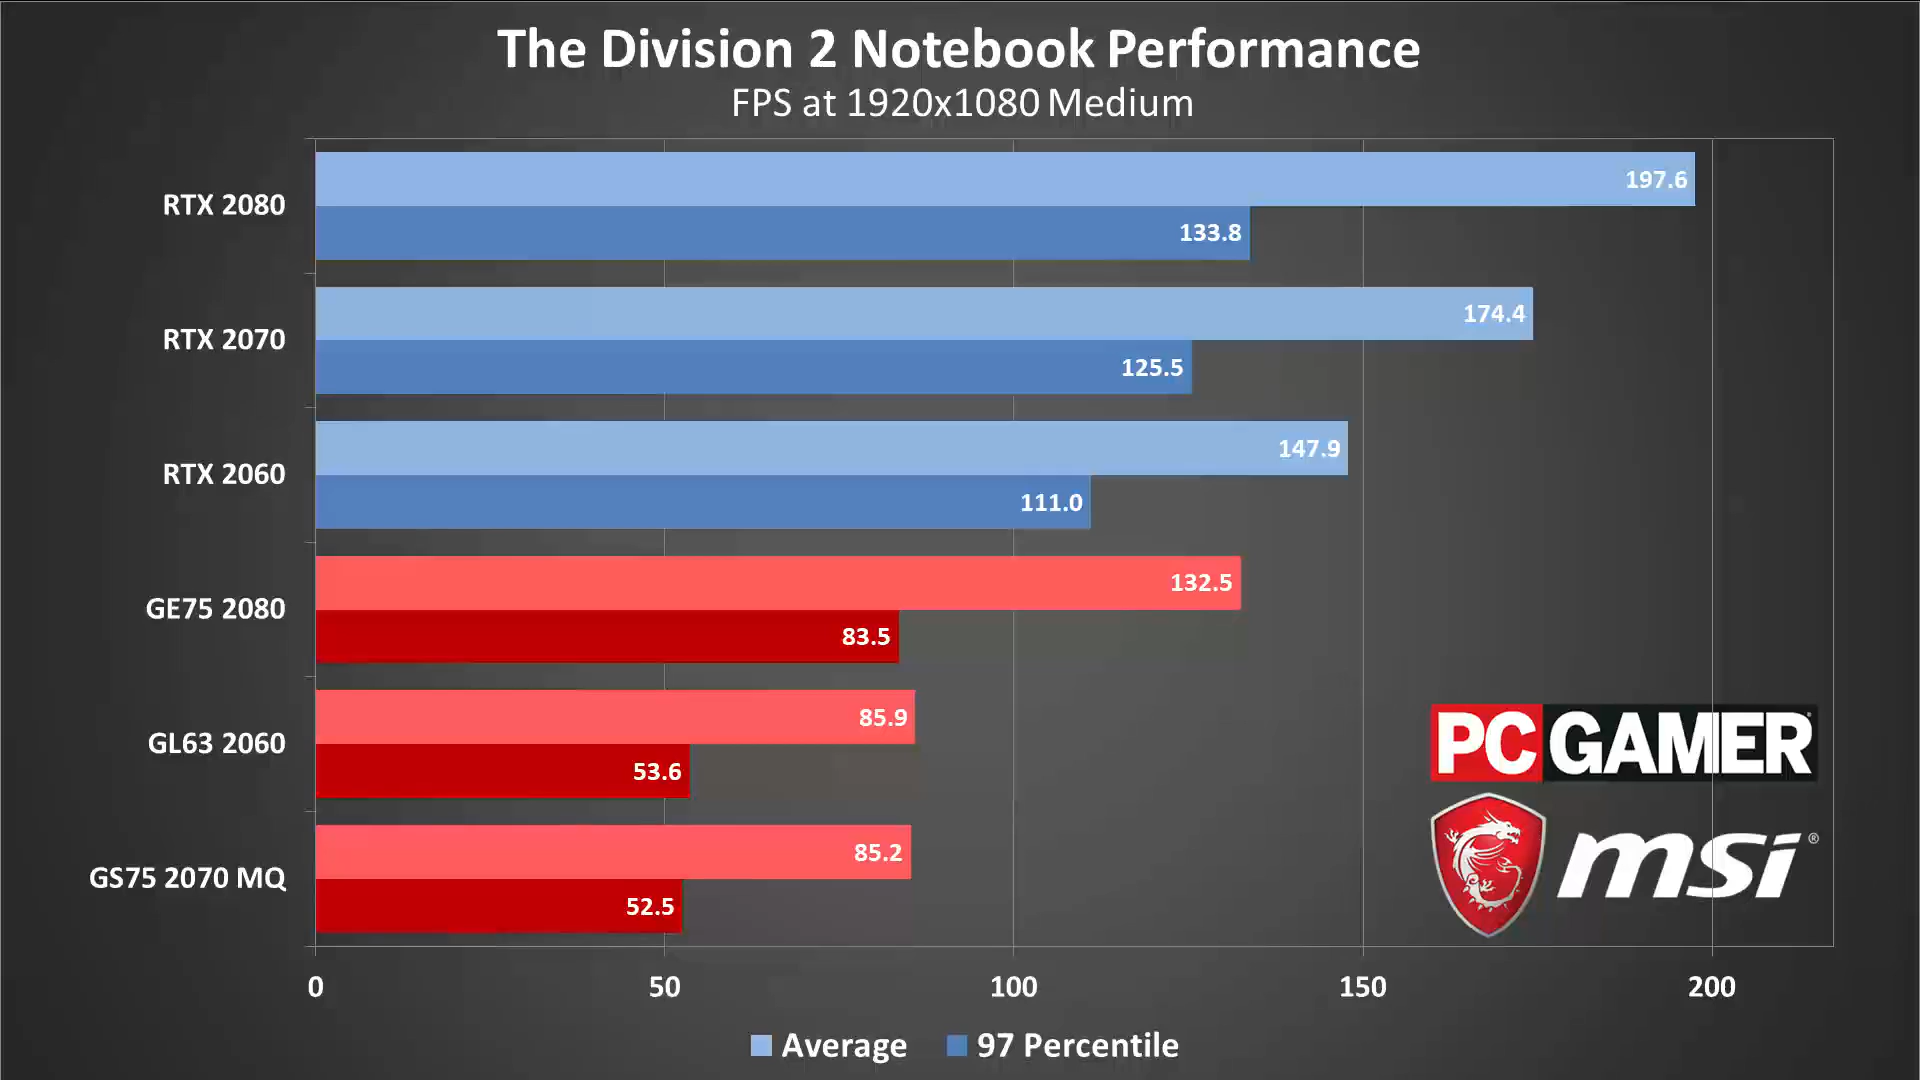 The Division 2 Notebook Performance
FPS at 1920x1080 Medium
RTX 2080
197.6
133.8
RTX 2070
174.4
125.5
RTX 2060
147.9
111.0
GE75 2080
132.5
83.5
GL63 2060
85.9
53.6
GS75 2070 MQ
85.2
52.5
PC GAMER
msi®
0 50 100 150 200
Average 97 Percentile